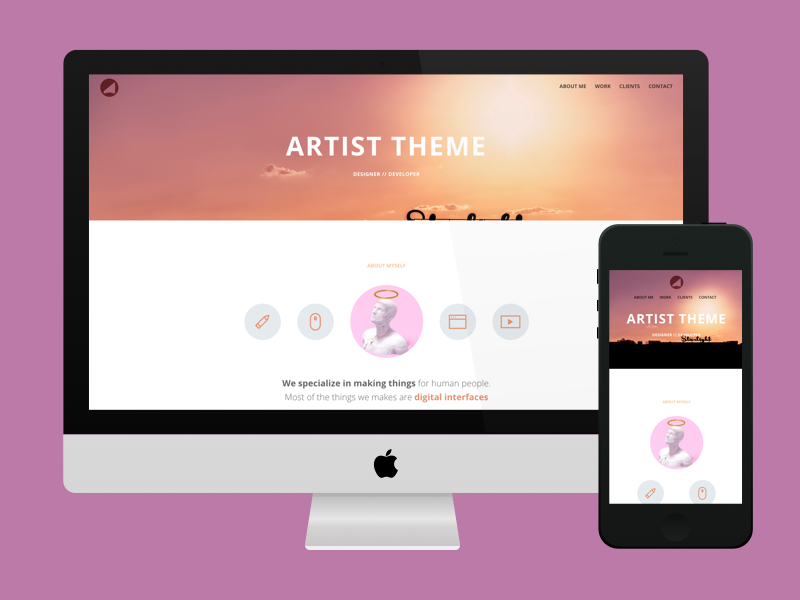 ABOUT ME WORK CLIENTS CONTACT
ARTIST THEME
DESIGNER // DEVELOPER
ABOUT MYSELF
We specialize in making things for human people.
Most of the things we makes are digital interfaces
ABOUT ME WORK CLIENTS CONTACT
ARTIST THEME
DESIGNER // DEVELOPER
Starlight
ABOUT MYSELF